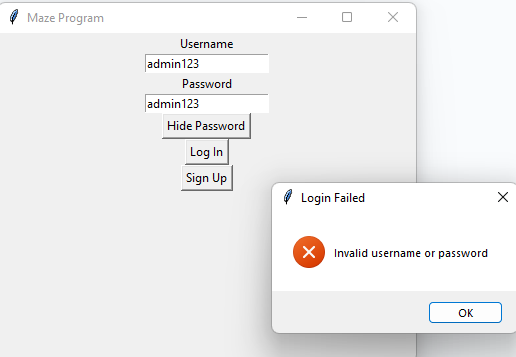 Maze Program
Username
admin123
Password
admin123
Hide Password
Log In
Sign Up
Login Failed
Invalid username or password
OK